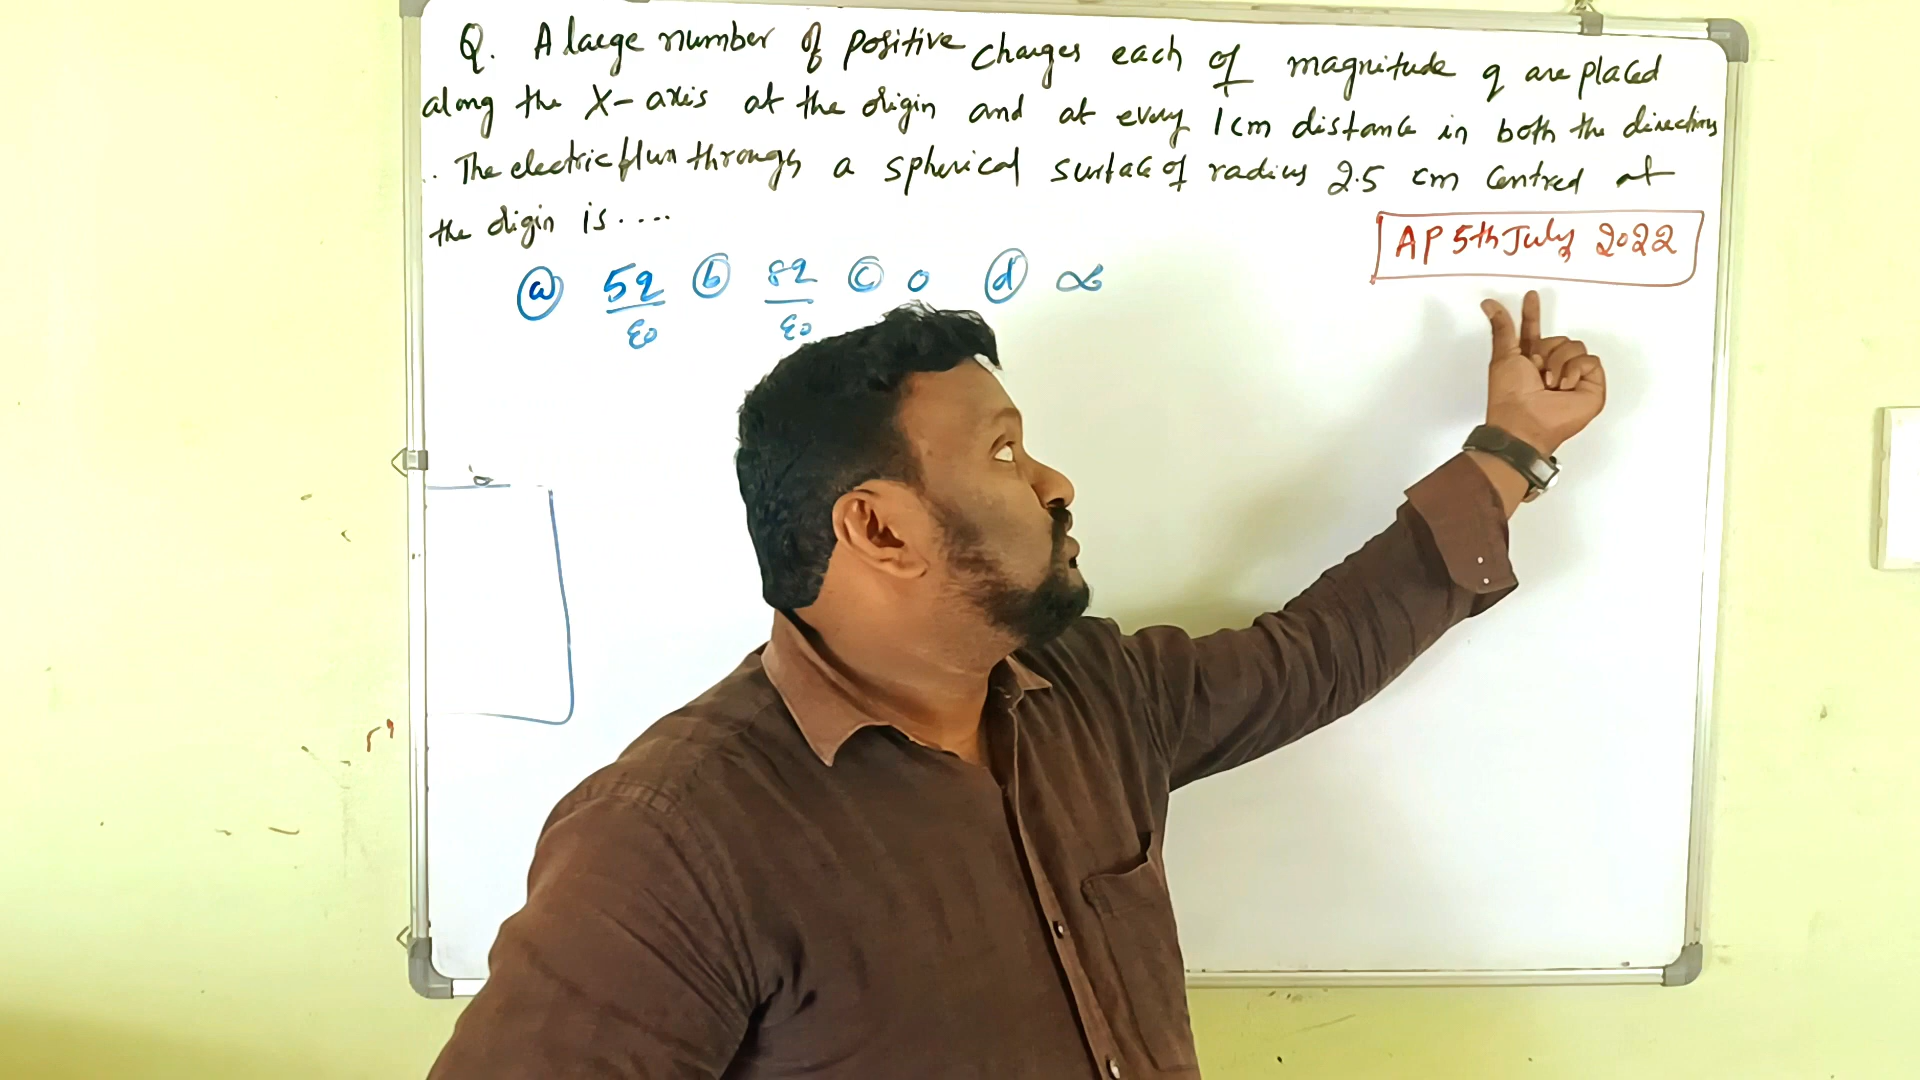 Q. A large number of positive charges each of magnitude q are placed
along the X-axis at the origin and at every 1cm distance in both the directions
. The electric flux through a spherical surface of radius 2.5 cm centred at
the origin is....
AP 5th July 2022
(a) 5q/ε0 (b) 8q/ε0 (c) 0 (d) ∞